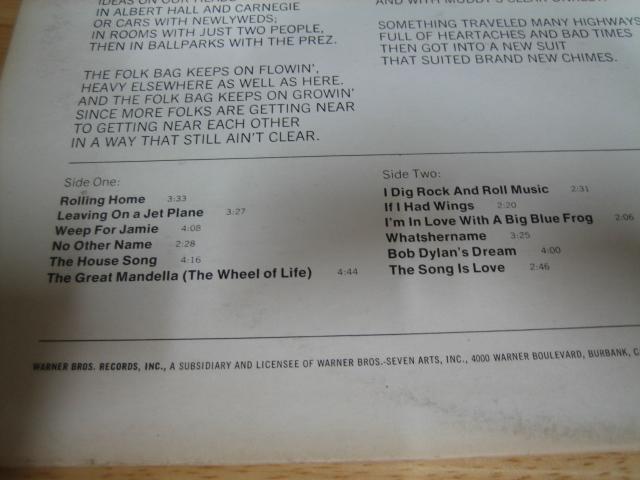 IDEAS ON OUR HEADS
IN ALBERT HALL AND CARNEGIE
OR CARS WITH NEWLYWEDS;
IN ROOMS WITH JUST TWO PEOPLE,
THEN IN BALLPARKS WITH THE PREZ.
THE FOLK BAG KEEPS ON FLOWIN',
HEAVY ELSEWHERE AS WELL AS HERE.
AND THE FOLK BAG KEEPS ON GROWIN'
SINCE MORE FOLKS ARE GETTING NEAR
TO GETTING NEAR EACH OTHER
IN A WAY THAT STILL AIN'T CLEAR.
AND WITH MUDDY'S CLEAR
SOMETHING TRAVELED MANY HIGHWAYS
FULL OF HEARTACHES AND BAD TIMES
THEN GOT INTO A NEW SUIT
THAT SUITED BRAND NEW CHIMES.
Side One:
Rolling Home 3:33
Leaving On a Jet Plane 3:27
Weep For Jamie 4:08
No Other Name 2:28
The House Song 4:16
The Great Mandella (The Wheel of Life) 4:44
Side Two:
I Dig Rock And Roll Music 2:31
If I Had Wings 2:20
I'm In Love With A Big Blue Frog 2:06
Whatshername 3:25
Bob Dylan's Dream 4:00
The Song Is Love 2:46
WARNER BROS. RECORDS, INC., A SUBSIDIARY AND LICENSEE OF WARNER BROS.-SEVEN ARTS, INC., 4000 WARNER BOULEVARD, BURBANK, C